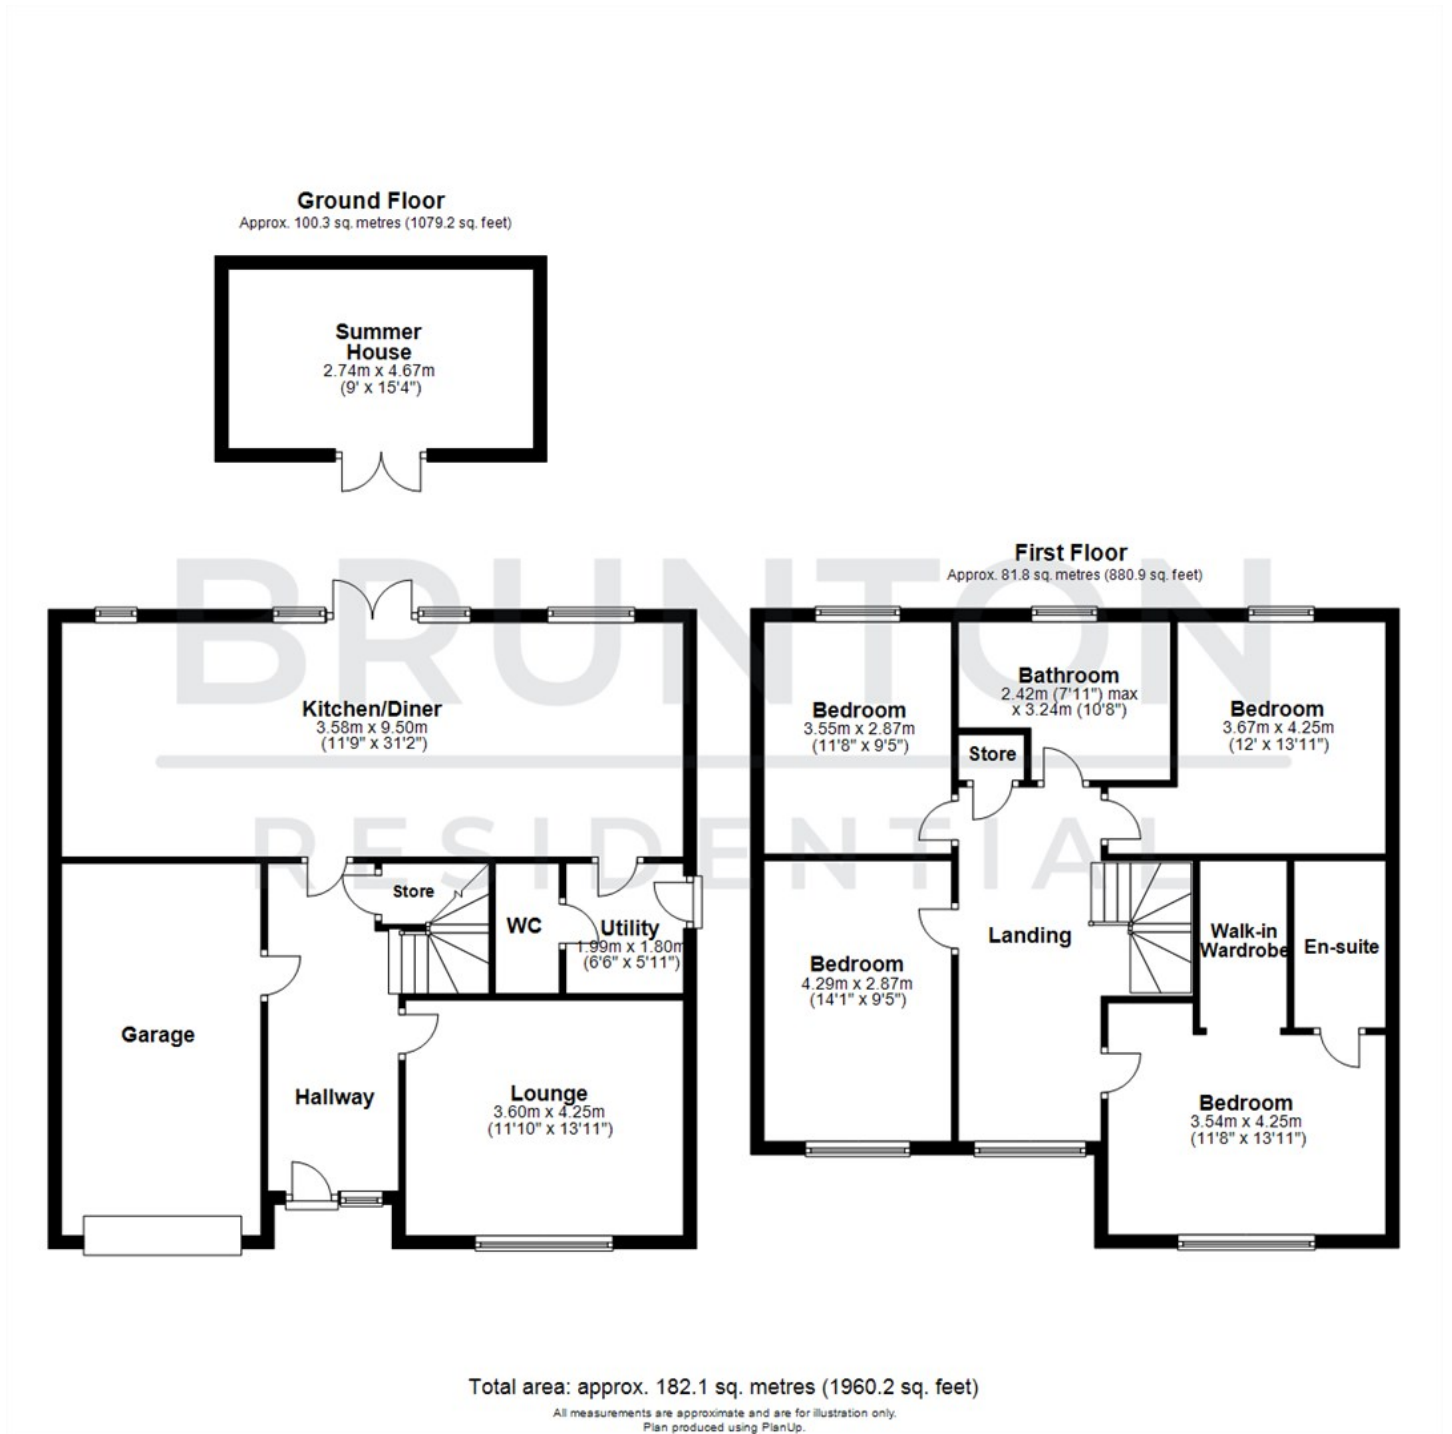 Ground Floor
Approx. 100.3 sq. metres (1079.2 sq. feet)
Summer
House
2.74m x 4.67m
(9' x 15'4")
BRUNTON
RESIDENTIAL
Kitchen/Diner
3.58m x 9.50m
(11'9" x 31'2")
Store
WC
Utility
1.99m x 1.80m
(6'6" x 5'11")
Garage
Hallway
Lounge
3.60m x 4.25m
(11'10" x 13'11")
First Floor
Approx. 81.8 sq. metres (880.9 sq. feet)
Bedroom
3.55m x 2.87m
(11'8" x 9'5")
Bathroom
2.42m (7'11") max
x 3.24m (10'8")
Bedroom
3.67m x 4.25m
(12' x 13'11")
Store
Landing
Walk-in
Wardrobe
En-suite
Bedroom
4.29m x 2.87m
(14'1" x 9'5")
Bedroom
3.54m x 4.25m
(11'8" x 13'11")
Total area: approx. 182.1 sq. metres (1960.2 sq. feet)
All measurements are approximate and are for illustration only.
Plan produced using PlanUp.